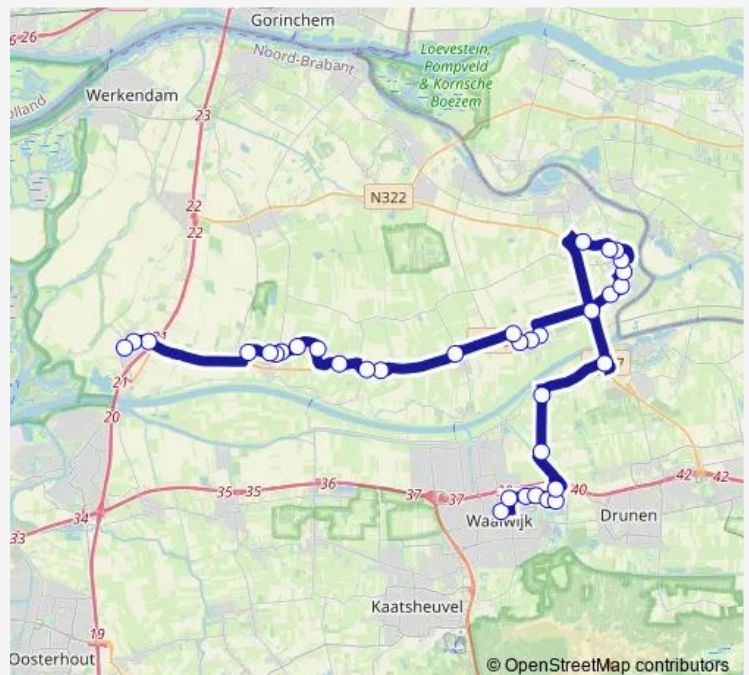 Gorinchem
6-26
Noord-Brabant
Loevestein,
Pompveld
& Kornsche
Boezem
Werkendam
olland
23
N322
22
22
21
20
37
37
36
35
35
34
33
40
42
42
Waalwijk
Drunen
Kaatsheuvel
19
Oosterhout
© OpenStreetMap contributors